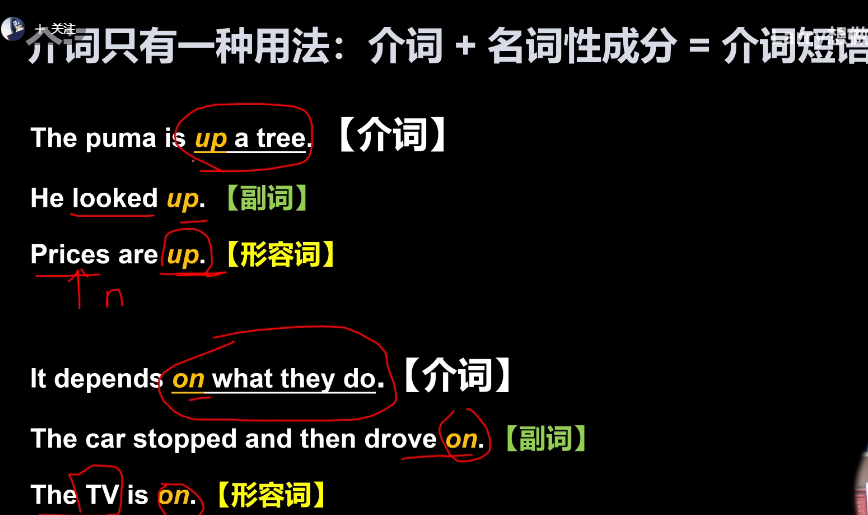 + 关注
介词只有一种用法：介词 + 名词性成分 = 介词短语
The puma is up a tree. 【介词】
He looked up. 【副词】
Prices are up. 【形容词】
n
It depends on what they do. 【介词】
The car stopped and then drove on. 【副词】
The TV is on. 【形容词】